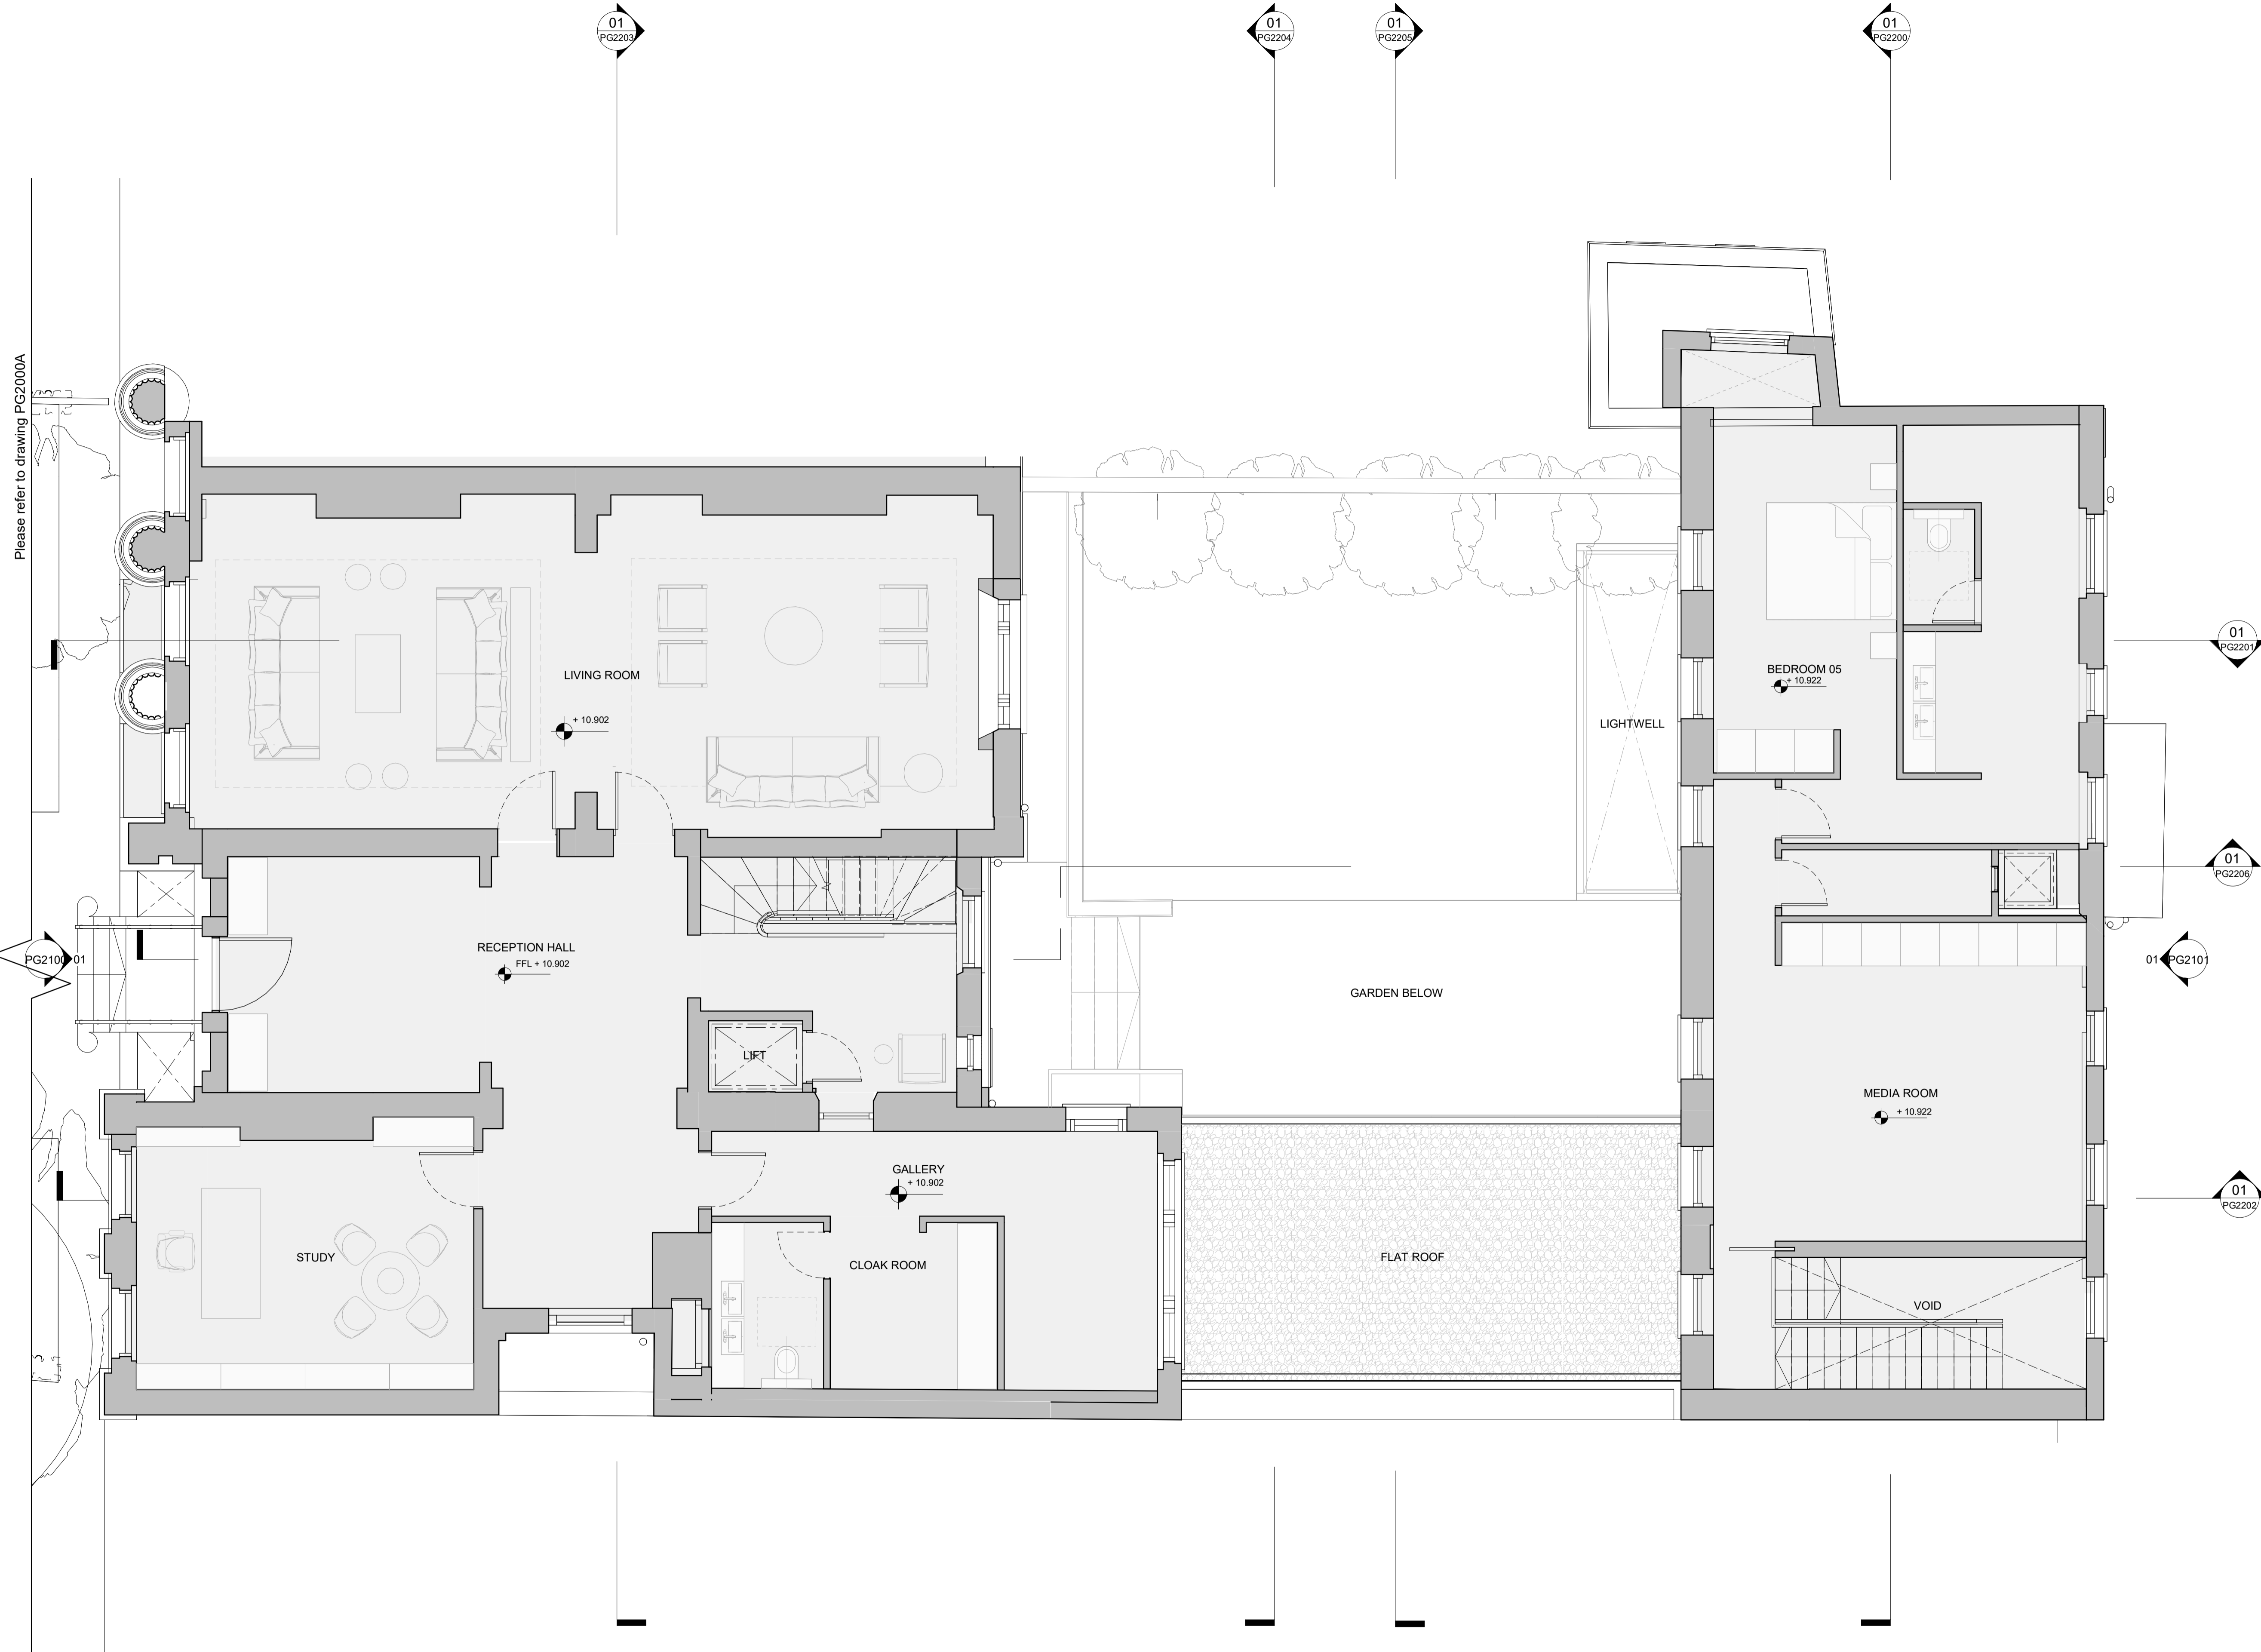 01
PG2203
01
PG2204
01
PG2205
01
PG2200
Please refer to drawing PG2000A
LIVING ROOM
+ 10.902
BEDROOM 05
+ 10.922
LIGHTWELL
01
PG2201
01
PG2206
RECEPTION HALL
FFL + 10.902
PG2100
01
01
PG2101
GARDEN BELOW
LIFT
MEDIA ROOM
+ 10.922
GALLERY
+ 10.902
01
PG2202
STUDY
CLOAK ROOM
FLAT ROOF
VOID